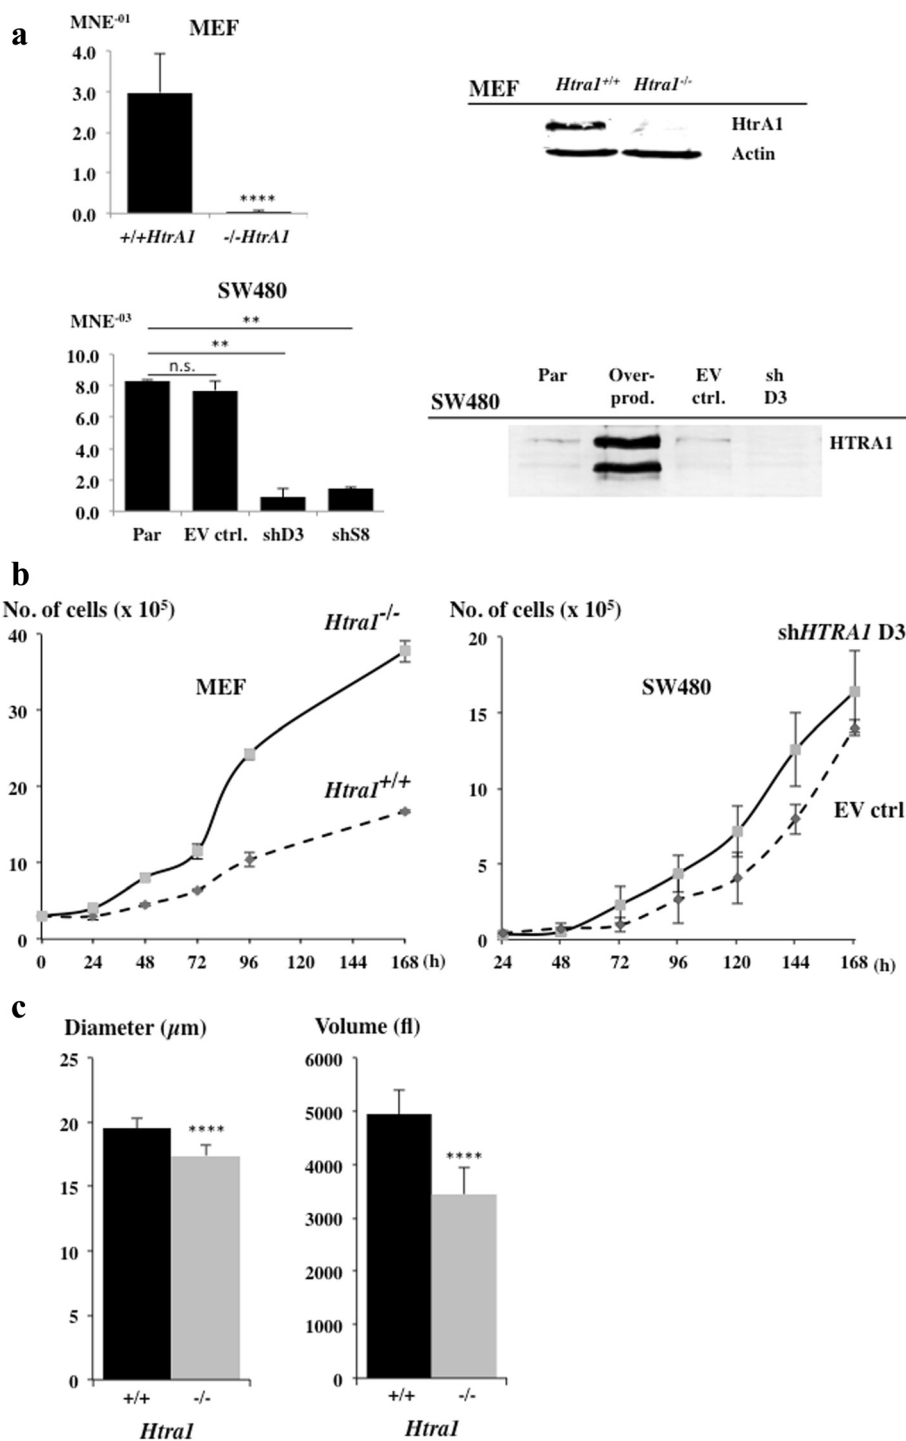 a
MNE⁻⁰¹ MEF
4.0
3.0
2.0
1.0
0.0
****
+/+HtrA1 -/-HtrA1
MEF Htra1⁺/⁺ Htra1⁻/⁻
HtrA1
Actin
SW480
MNE⁻⁰³
**
**
n.s.
10.0
8.0
6.0
4.0
2.0
0.0
Par EV ctrl. shD3 shS8
Par Over- EV sh
prod. ctrl. D3
SW480
HTRA1
b
No. of cells (x 10⁵)
Htra1⁻/⁻
40
30
20
10
0
MEF
Htra1⁺/⁺
0 24 48 72 96 120 144 168 (h)
No. of cells (x 10⁵)
shHTRA1 D3
20
15
10
5
0
SW480
EV ctrl
24 48 72 96 120 144 168 (h)
c
Diameter (µm)
25
20
15
10
5
0
****
+/+ -/-
Htra1
Volume (fl)
6000
5000
4000
3000
2000
1000
0
****
+/+ -/-
Htra1